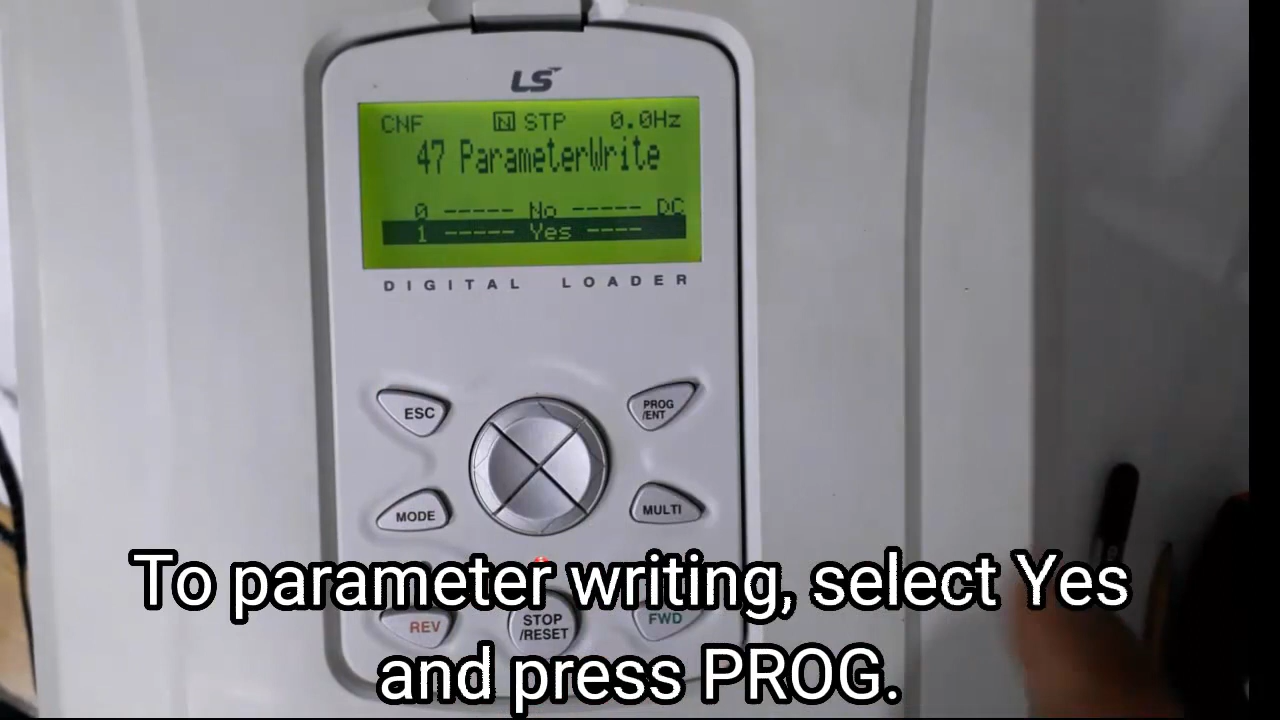 LS
CNF N STP 0.0Hz
47 ParameterWrite
0 ----- No ----- DC
1 ----- Yes ----
DIGITAL LOADER
ESC
PROG
/ENT
MODE
MULTI
To parameter writing, select Yes
REV
STOP
/RESET
FWD
and press PROG.